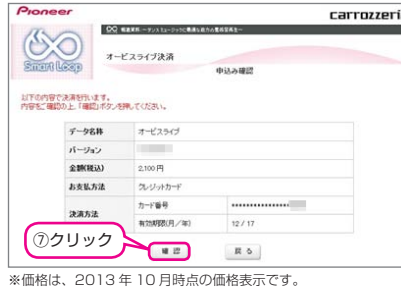 Pioneer
carrozzeria
Smart Loop
オービスライブ決済
申込み確認
以下の内容で決済を行います。
内容をご確認の上、「確認」ボタンを押してください。
データ名称 オービスライブ
バージョン
金額(税込) 2,100円
お支払方法 クレジットカード
決済方法
カード番号 ****************
有効期限(月／年) 12 / 17
⑦クリック
確 認 戻 る
※価格は、2013 年 10 月時点の価格表示です。